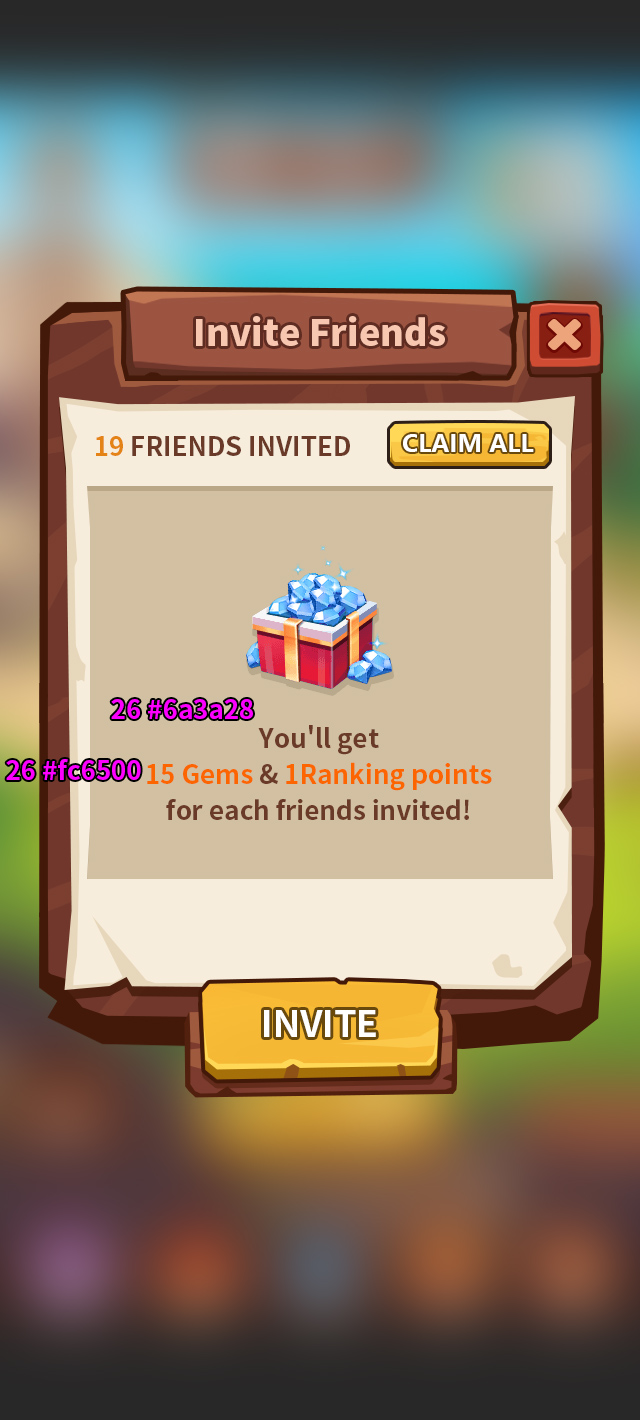 Invite Friends
19 FRIENDS INVITED
CLAIM ALL
26 #6a3a28
You'll get
26 #fc6500
15 Gems & 1Ranking points
for each friends invited!
INVITE